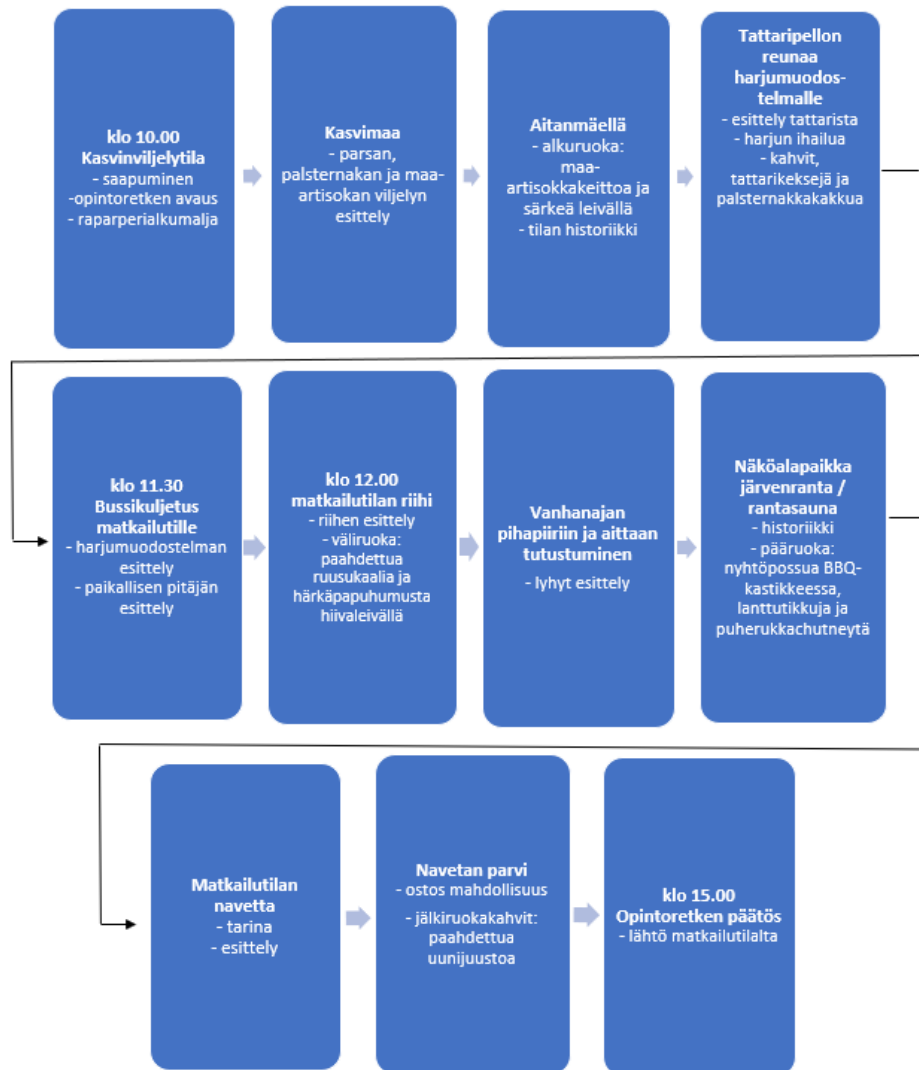 klo 10.00
Kasvinviljelytila
- saapuminen
-opintoretken avaus
- raparperialkumalja
Kasvimaa
- parsan,
palsternakan ja maa-
artisokan viljelyn
esittely
Aitanmäellä
- alkuruoka:
maa-
artisokkakeittoa ja
särkeä leivällä
- tilan historiikki
Tattaripellon
reunaa
harjumuodos-
telmalle
- esittely tattarista
- harjun ihailua
- kahvit,
tattarikeksejä ja
palsternakkakakkua
klo 11.30
Bussikuljetus
matkailutille
- harjumuodostelman
esittely
- paikallisen pitäjän
esittely
klo 12.00
matkailutilan riihi
- riihen esittely
- väliruoka:
paahdettua
ruusukaalia ja
härkäpapuhumusta
hiivaleivällä
Vanhanajan
pihapiiriin ja aittaan
tutustuminen
- lyhyt esittely
Näköalapaikka
järvenranta /
rantasauna
- historiikki
- pääruoka:
nyhtöpossua BBQ-
kastikkeessa,
lanttutikkuja ja
puherukkachutneytä
Matkailutilan
navetta
- tarina
- esittely
Navetan parvi
- ostos mahdollisuus
- jälkiruokakahvit:
paahdettua
uunijuustoa
klo 15.00
Opintoretken päätös
- lähtö matkailutilalta